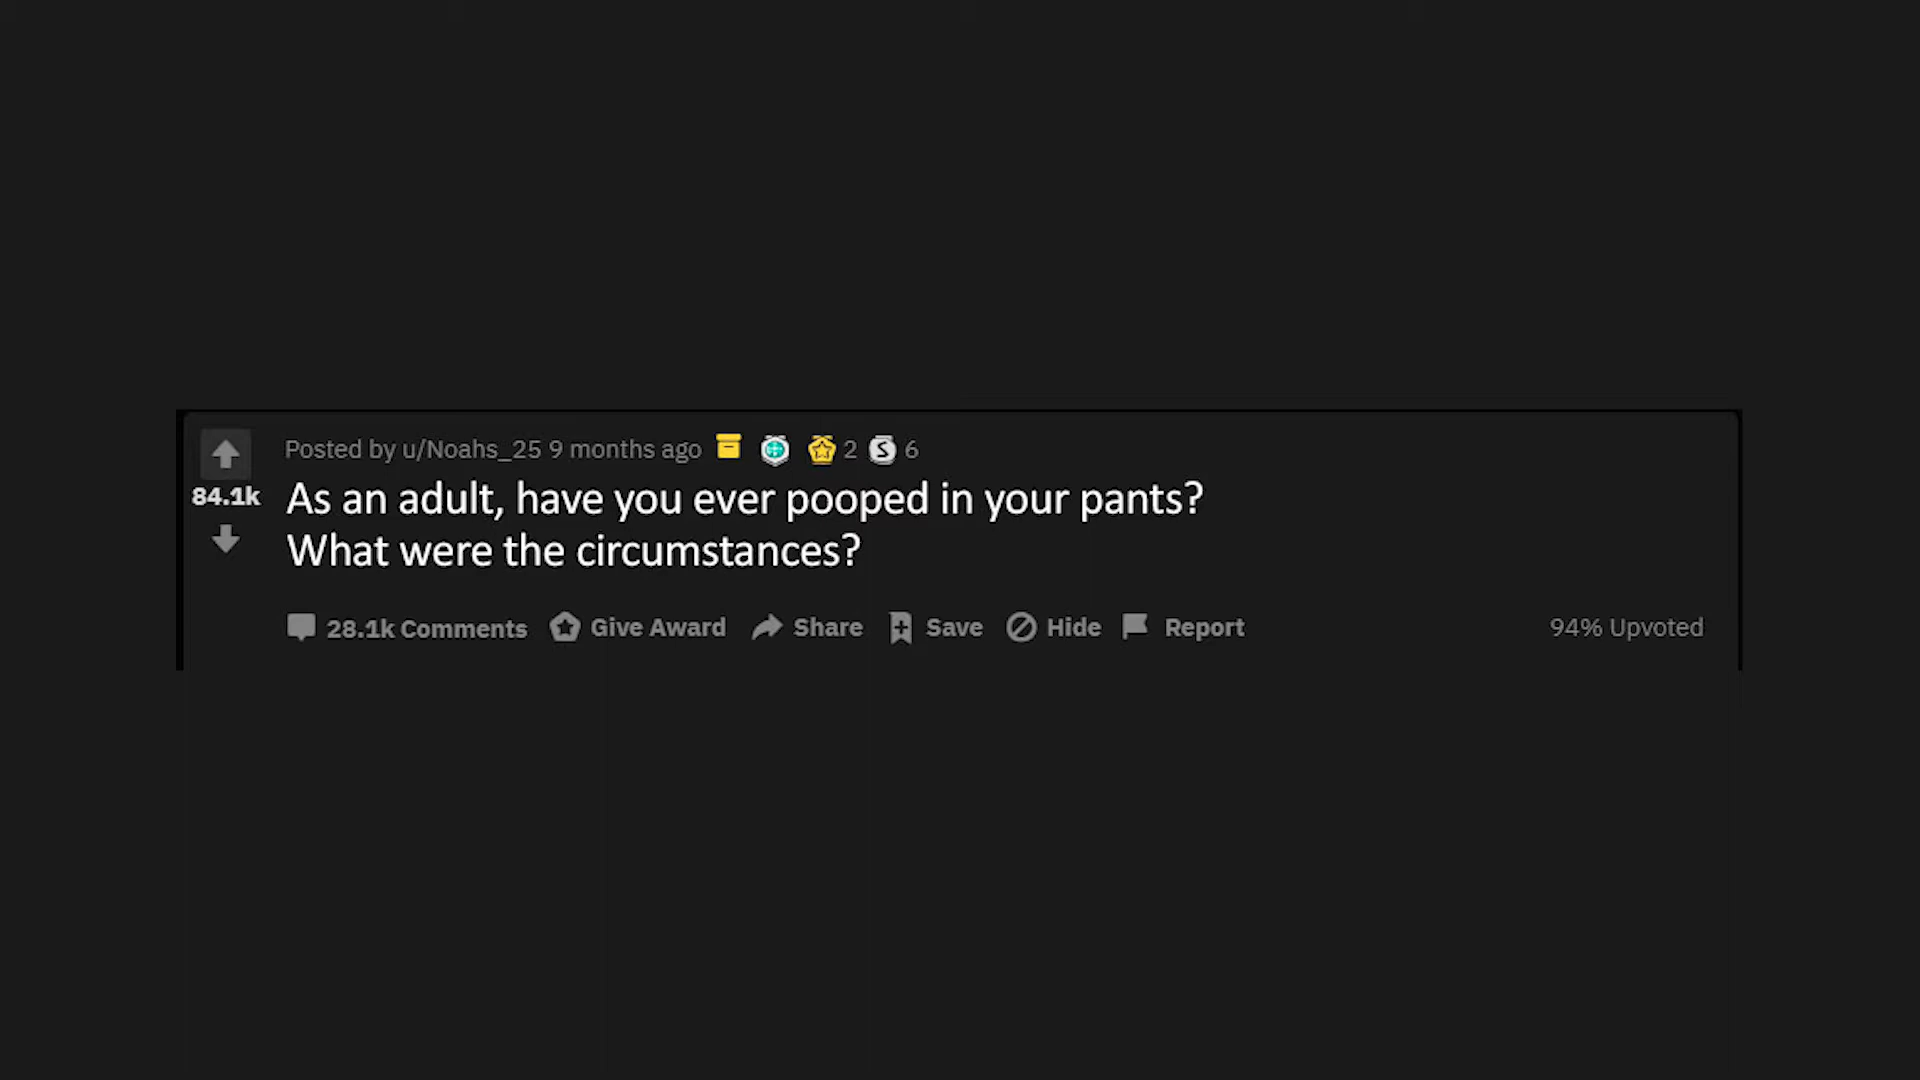 Posted by u/Noahs_25 9 months ago 2 S 6
84.1k
As an adult, have you ever pooped in your pants?
What were the circumstances?
28.1k Comments Give Award Share Save Hide Report 94% Upvoted